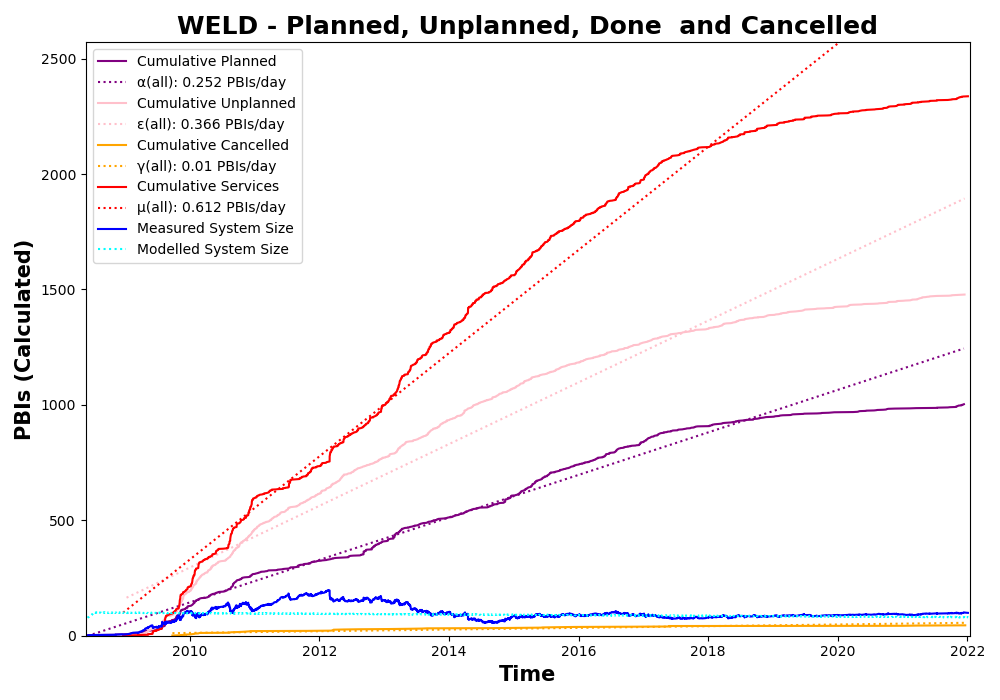 WELD - Planned, Unplanned, Done  and Cancelled
PBIs (Calculated)
2500
2000
1500
1000
500
0
Cumulative Planned
α(all): 0.252 PBIs/day
Cumulative Unplanned
ε(all): 0.366 PBIs/day
Cumulative Cancelled
γ(all): 0.01 PBIs/day
Cumulative Services
μ(all): 0.612 PBIs/day
Measured System Size
Modelled System Size
2010 2012 2014 2016 2018 2020 2022
Time